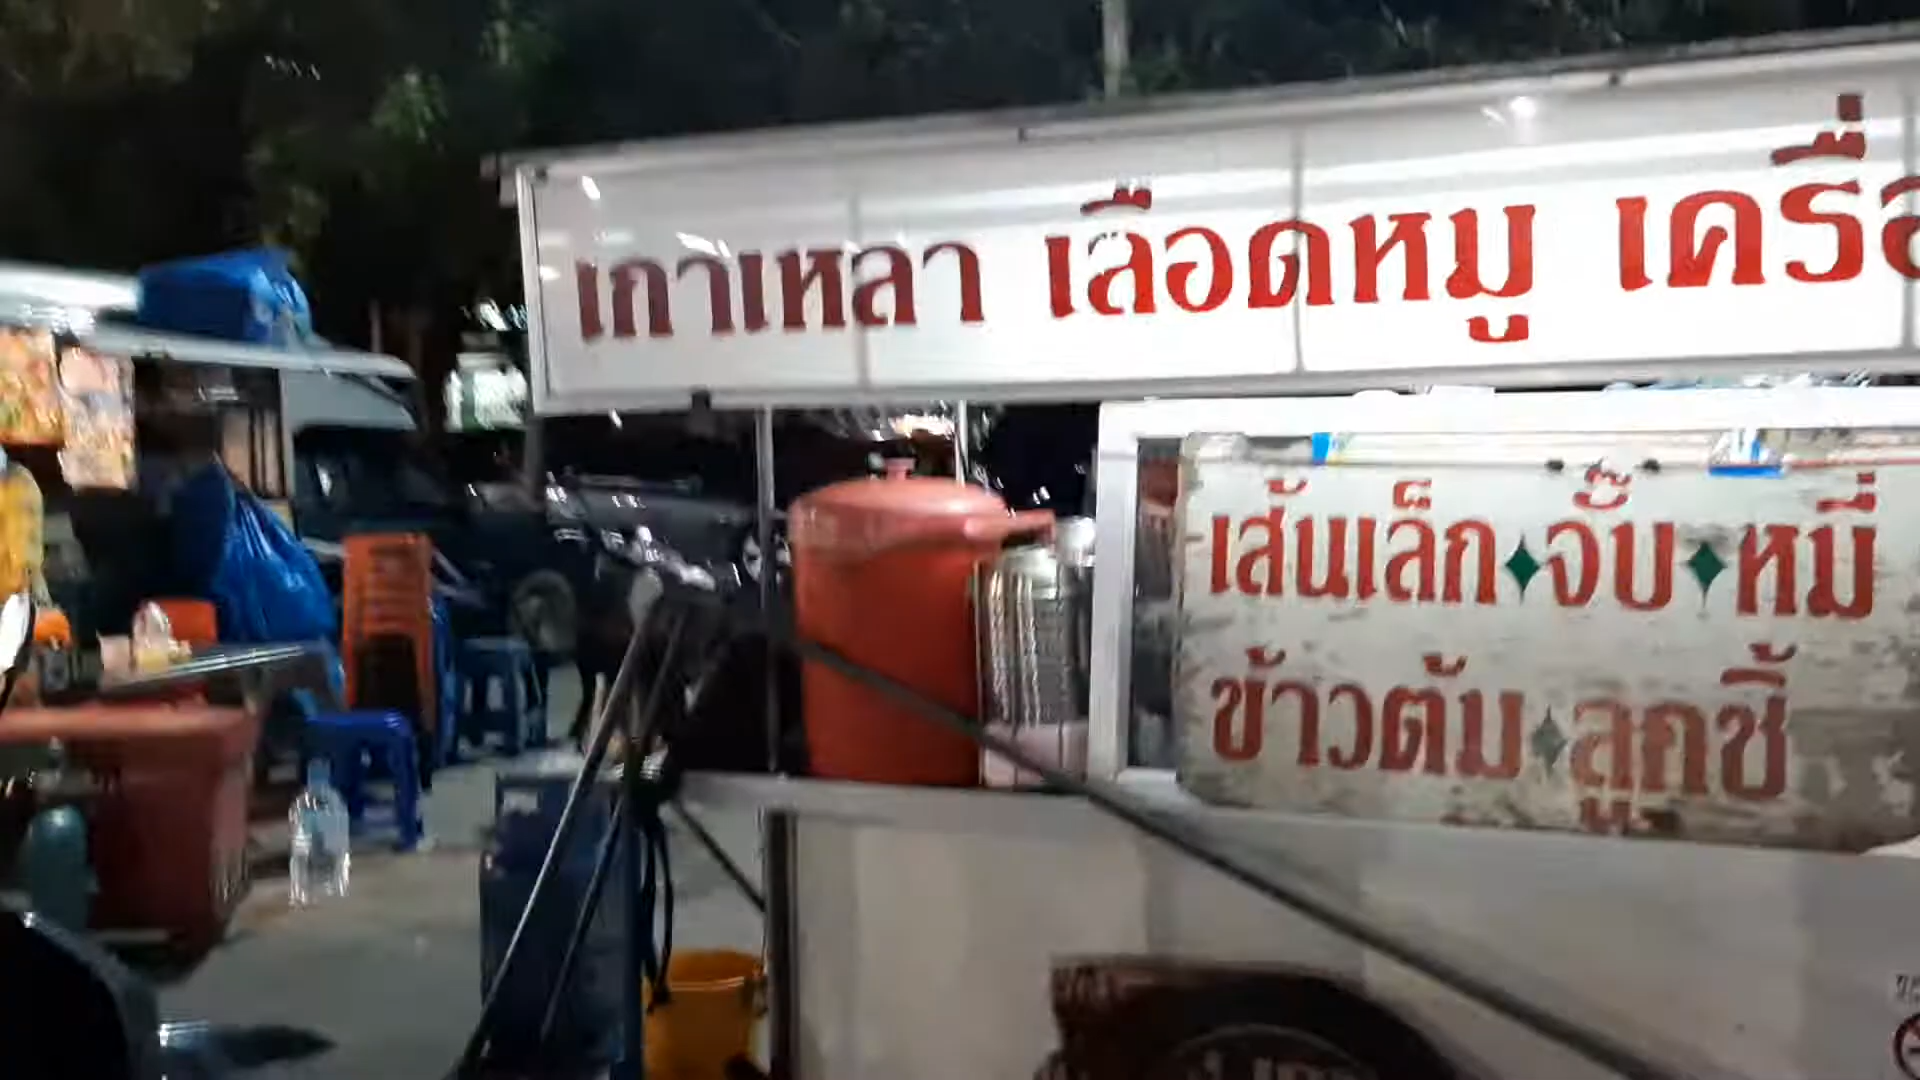 เกาเหลา เลือดหมู เครื่อ
เส้นเล็ก♦จั๊บ♦หมี่
ข้าวต้ม♦ลูกชิ้